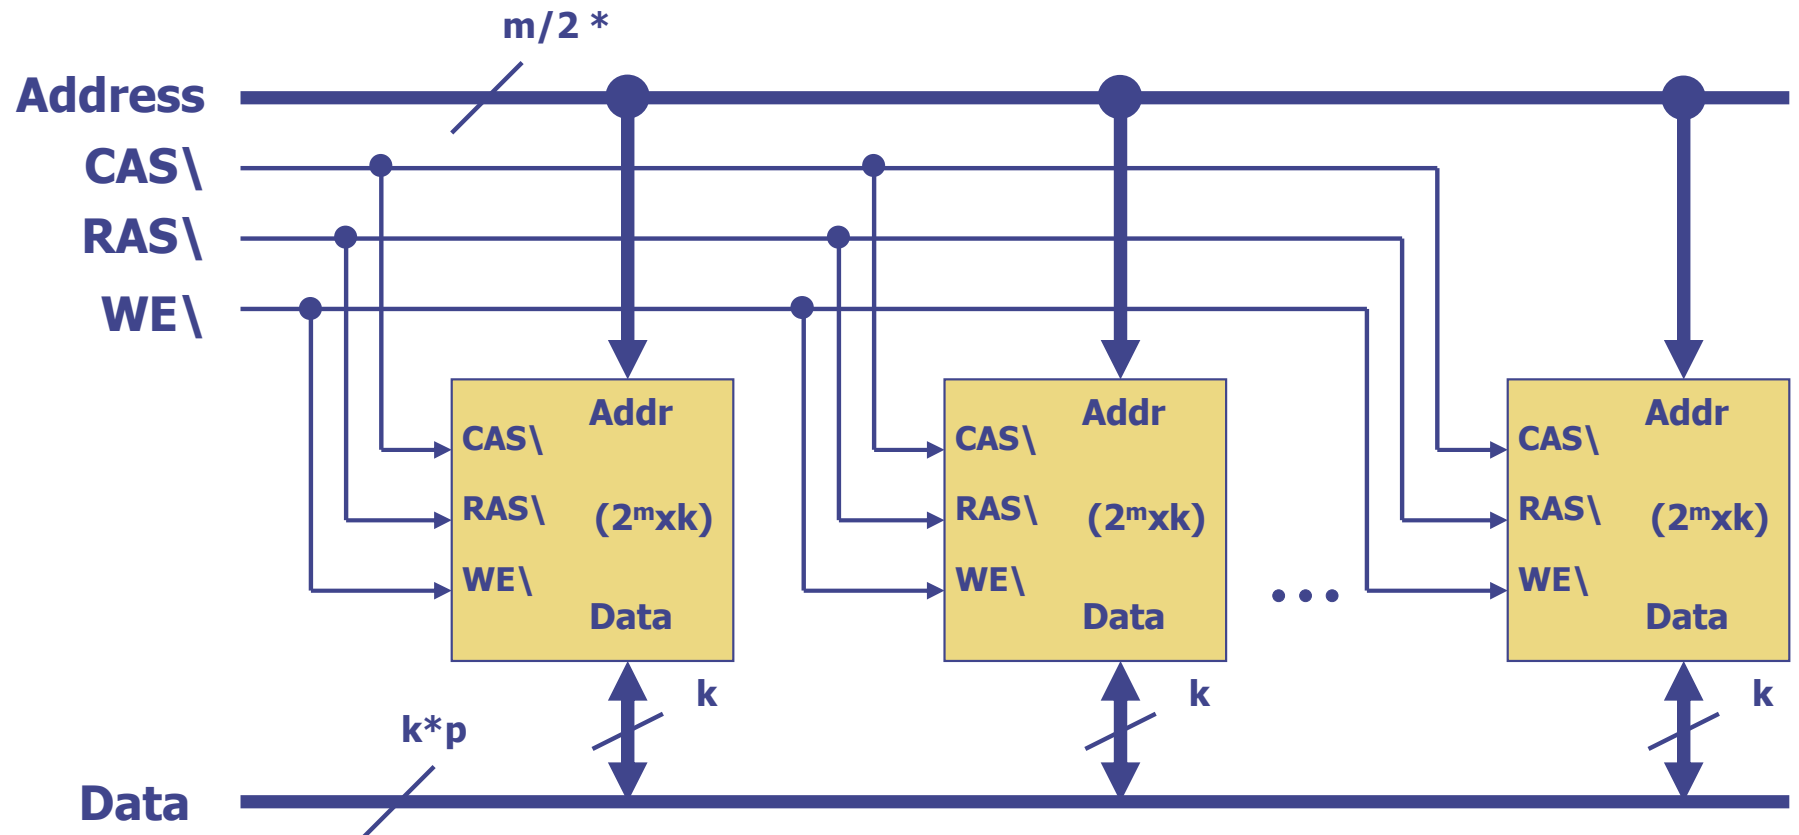 m/2 *
Address
CAS\
RAS\
WE\
Addr Addr Addr
CAS\ CAS\ CAS\
RAS\ (2ᵐxk) RAS\ (2ᵐxk) RAS\ (2ᵐxk)
WE\ WE\ WE\
...
Data Data Data
k k k
k*p
Data